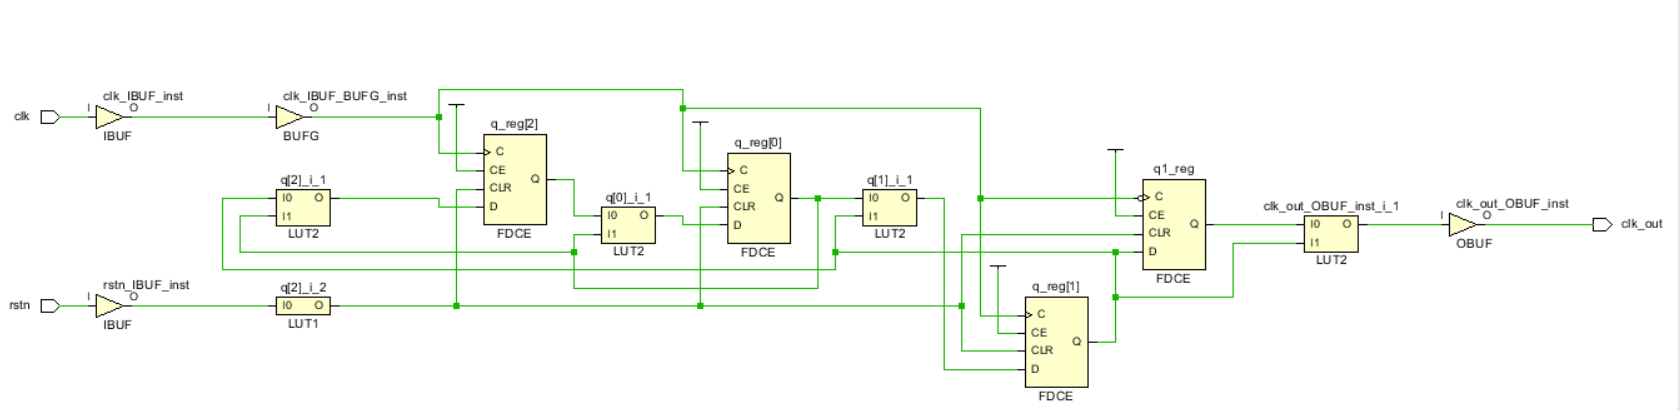 clk
I
clk_IBUF_inst
O
IBUF
I
clk_IBUF_BUFG_inst
O
BUFG
q[2]_i_1
I0
O
I1
LUT2
rstn
I
rstn_IBUF_inst
O
IBUF
q[2]_i_2
I0
O
LUT1
q_reg[2]
C
CE
CLR
D
Q
FDCE
q[0]_i_1
I0
O
I1
LUT2
q_reg[0]
C
CE
CLR
D
Q
FDCE
q[1]_i_1
I0
O
I1
LUT2
q_reg[1]
C
CE
CLR
D
Q
FDCE
q1_reg
C
CE
CLR
D
Q
FDCE
clk_out_OBUF_inst_i_1
I0
O
I1
LUT2
I
clk_out_OBUF_inst
O
OBUF
clk_out